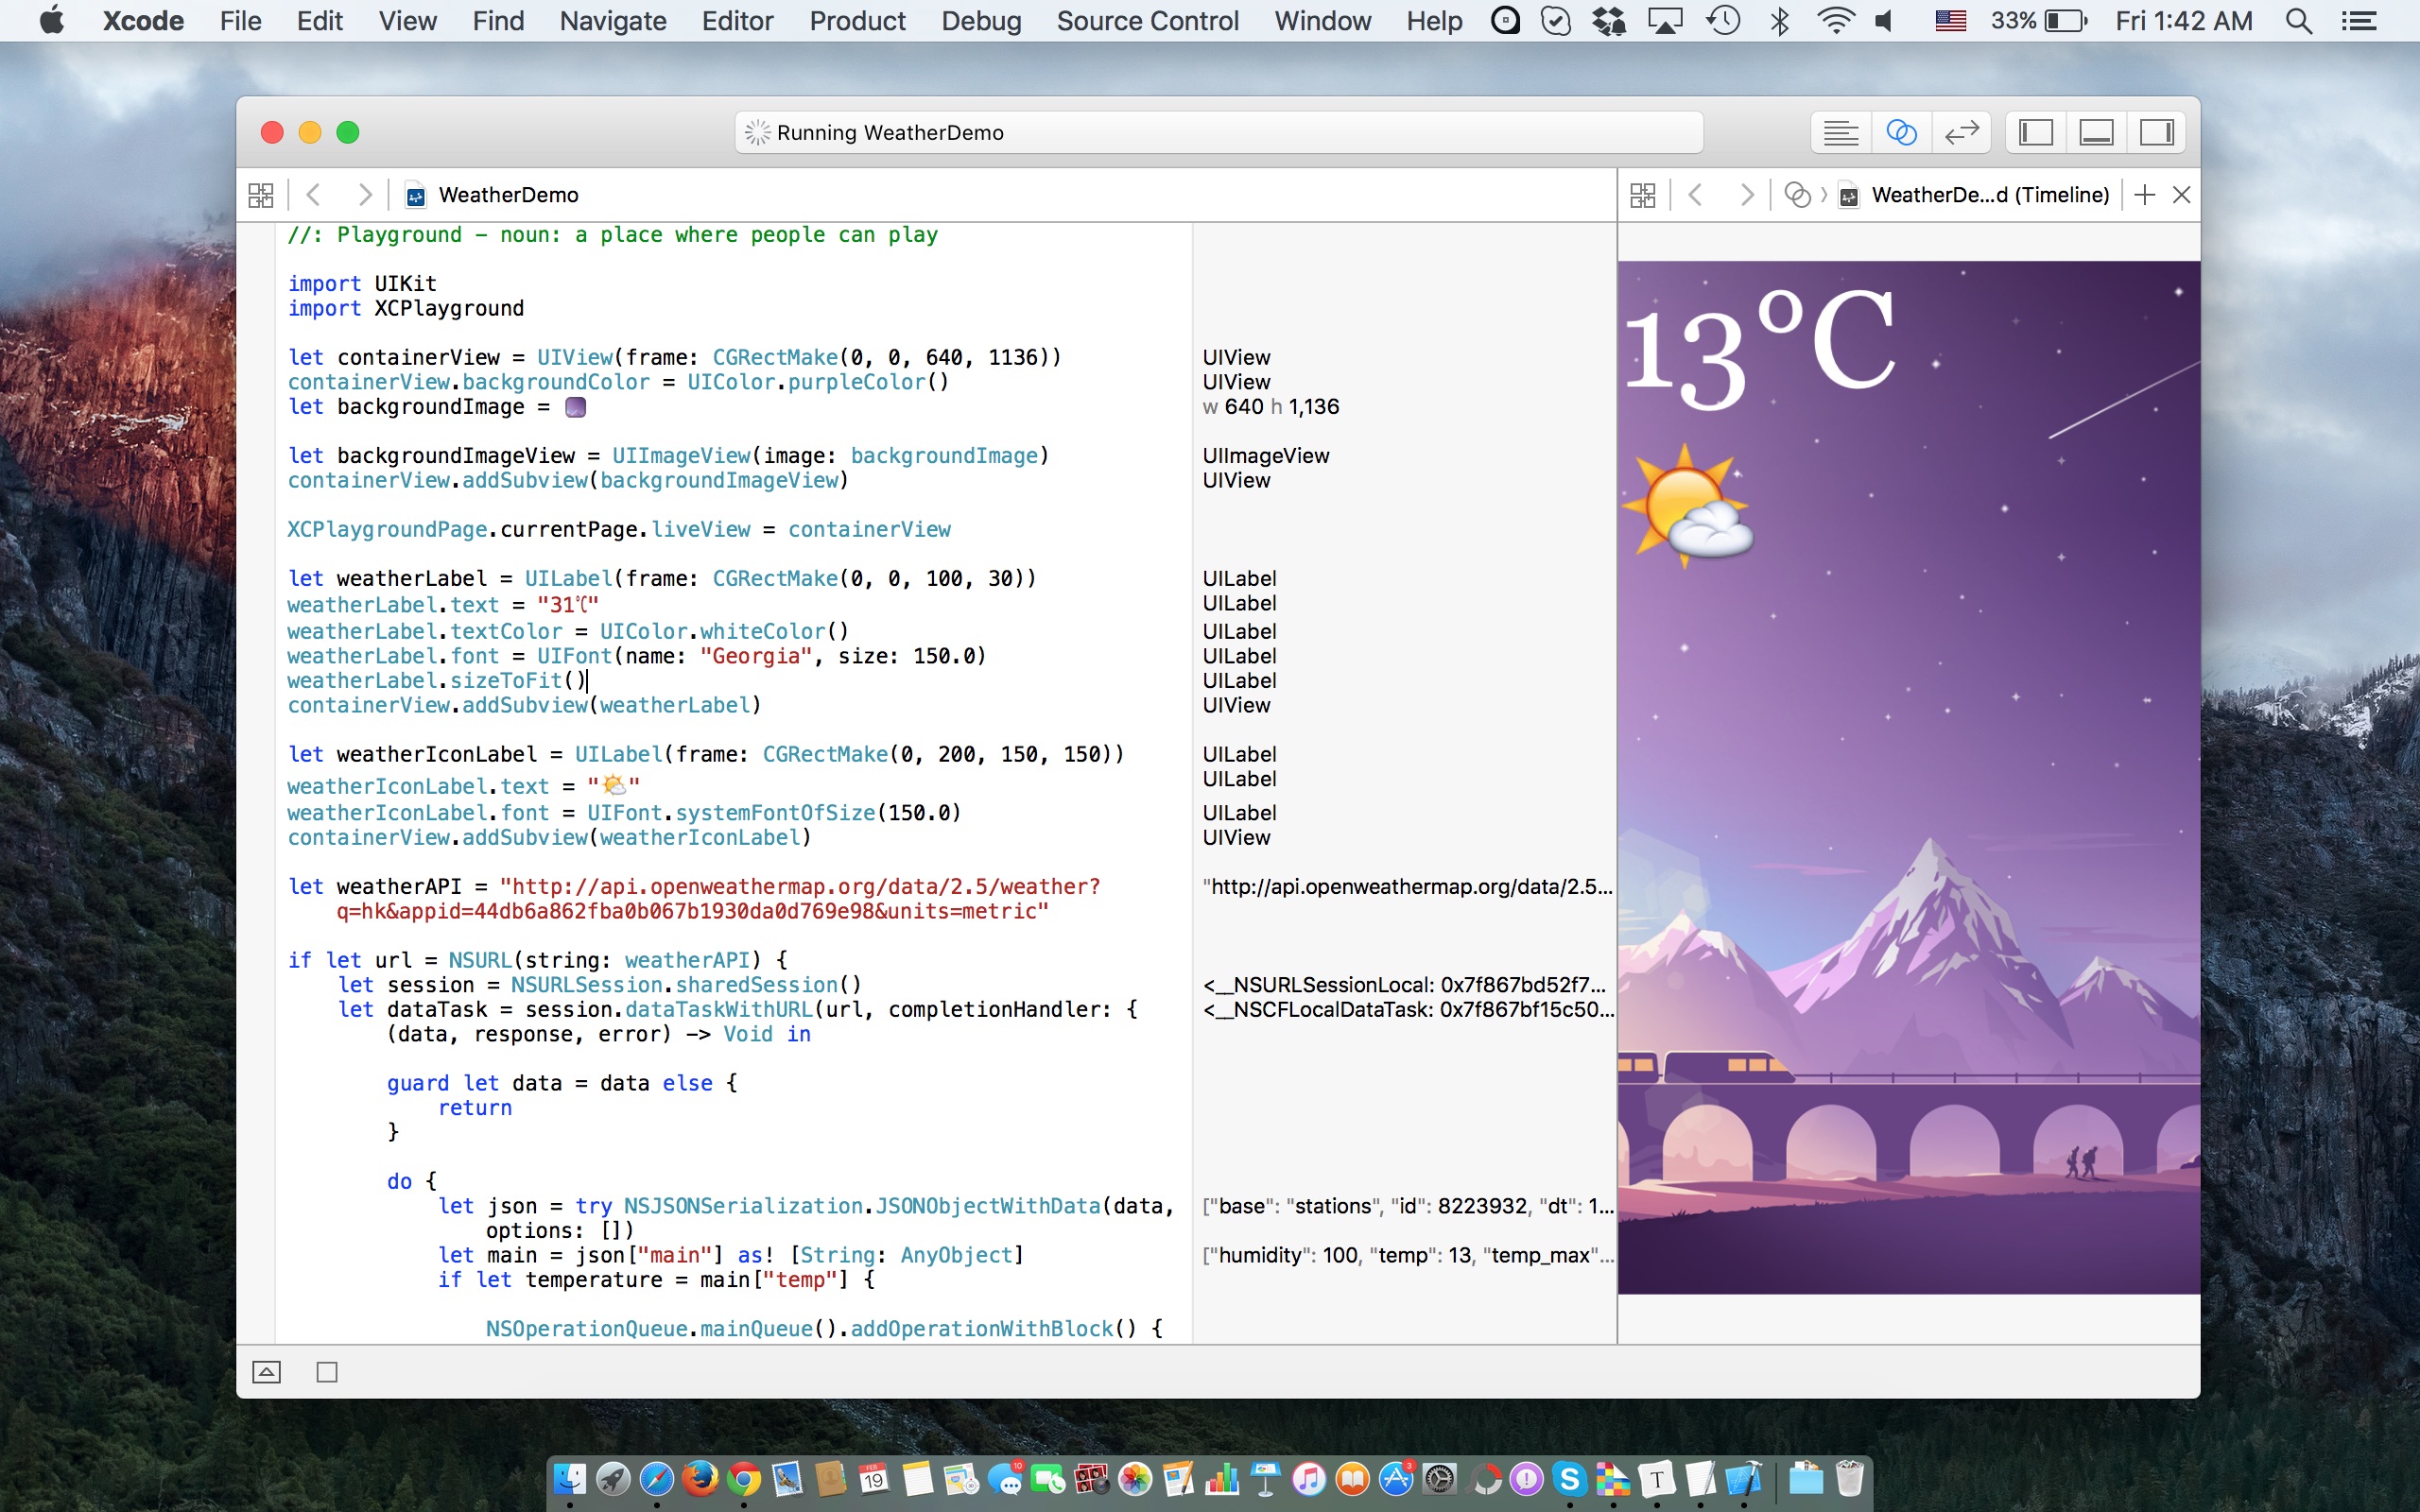 Xcode File Edit View Find Navigate Editor Product Debug Source Control Window Help 33% Fri 1:42 AM
Running WeatherDemo
WeatherDemo
WeatherDe...d (Timeline)
//: Playground – noun: a place where people can play
import UIKit
import XCPlayground
let containerView = UIView(frame: CGRectMake(0, 0, 640, 1136))
UIView
containerView.backgroundColor = UIColor.purpleColor()
UIView
let backgroundImage =
w 640 h 1,136
let backgroundImageView = UIImageView(image: backgroundImage)
UIImageView
containerView.addSubview(backgroundImageView)
UIView
XCPlaygroundPage.currentPage.liveView = containerView
let weatherLabel = UILabel(frame: CGRectMake(0, 0, 100, 30))
UILabel
weatherLabel.text = "31℃"
UILabel
weatherLabel.textColor = UIColor.whiteColor()
UILabel
weatherLabel.font = UIFont(name: "Georgia", size: 150.0)
UILabel
weatherLabel.sizeToFit()
UILabel
containerView.addSubview(weatherLabel)
UIView
let weatherIconLabel = UILabel(frame: CGRectMake(0, 200, 150, 150))
UILabel
weatherIconLabel.text = "🌤"
UILabel
weatherIconLabel.font = UIFont.systemFontOfSize(150.0)
UILabel
containerView.addSubview(weatherIconLabel)
UIView
let weatherAPI = "http://api.openweathermap.org/data/2.5/weather?
"http://api.openweathermap.org/data/2.5...
q=hk&appid=44db6a862fba0b067b1930da0d769e98&units=metric"
if let url = NSURL(string: weatherAPI) {
let session = NSURLSession.sharedSession()
<__NSURLSessionLocal: 0x7f867bd52f7...
let dataTask = session.dataTaskWithURL(url, completionHandler: {
<__NSCFLocalDataTask: 0x7f867bf15c50...
(data, response, error) -> Void in
guard let data = data else {
return
}
do {
let json = try NSJSONSerialization.JSONObjectWithData(data,
["base": "stations", "id": 8223932, "dt": 1...
options: [])
let main = json["main"] as! [String: AnyObject]
["humidity": 100, "temp": 13, "temp_max"...
if let temperature = main["temp"] {
NSOperationQueue.mainQueue().addOperationWithBlock() {
13°C
FEB
19
10
3